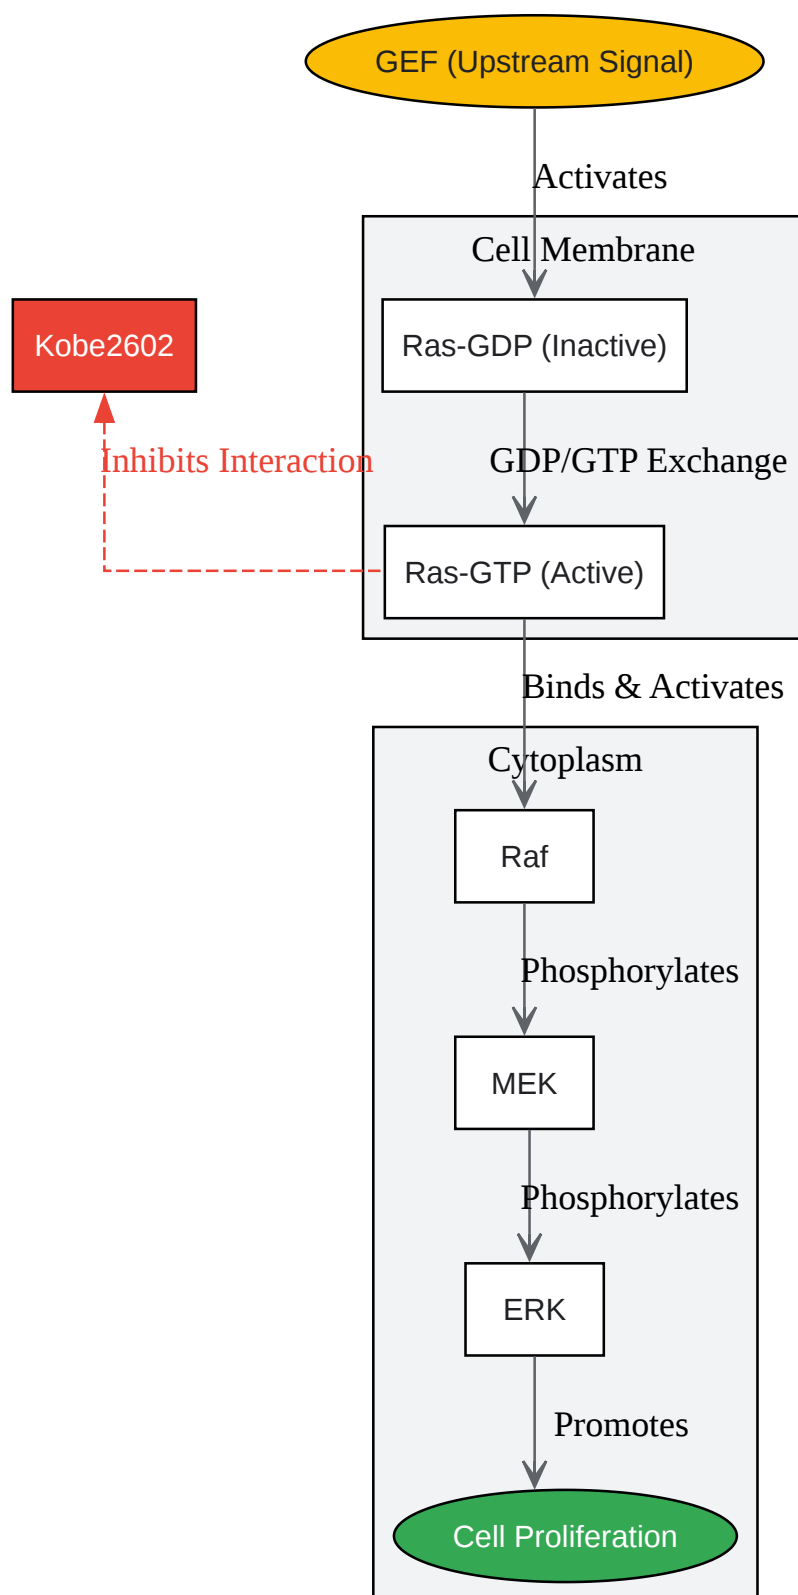 GEF (Upstream Signal)
Activates
Cell Membrane
Kobe2602
Ras-GDP (Inactive)
Inhibits Interaction
GDP/GTP Exchange
Ras-GTP (Active)
Binds & Activates
Cytoplasm
Raf
Phosphorylates
MEK
Phosphorylates
ERK
Promotes
Cell Proliferation